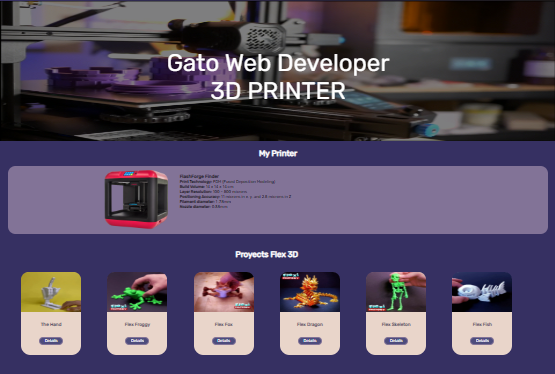 Gato Web Developer
3D PRINTER
My Printer
FlashForge Finder
Print Technology: FDM (Fused Deposition Modeling)
Build Volume: 14 x 14 x 14 cm
Layer Resolution: 100 - 500 microns
Positioning Accuracy: 11 microns in x, y, and 2.5 microns in Z
Filament diameter: 1.75mm
Nozzle diameter: 0.40mm
Proyects Flex 3D
The Hand
Flex Froggy
Flex Fox
Flex Dragon
Flex Skeleton
Flex Fish
Details
Details
Details
Details
Details
Details